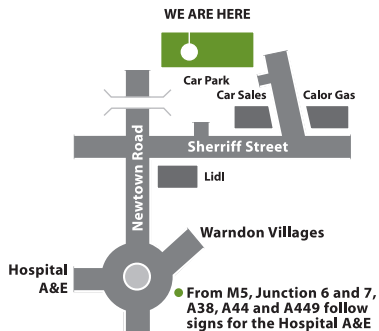 WE ARE HERE
Car Park
Car Sales
Calor Gas
Sherriff Street
Newtown Road
Lidl
Warndon Villages
Hospital
A&E
From M5, Junction 6 and 7,
A38, A44 and A449 follow
signs for the Hospital A&E